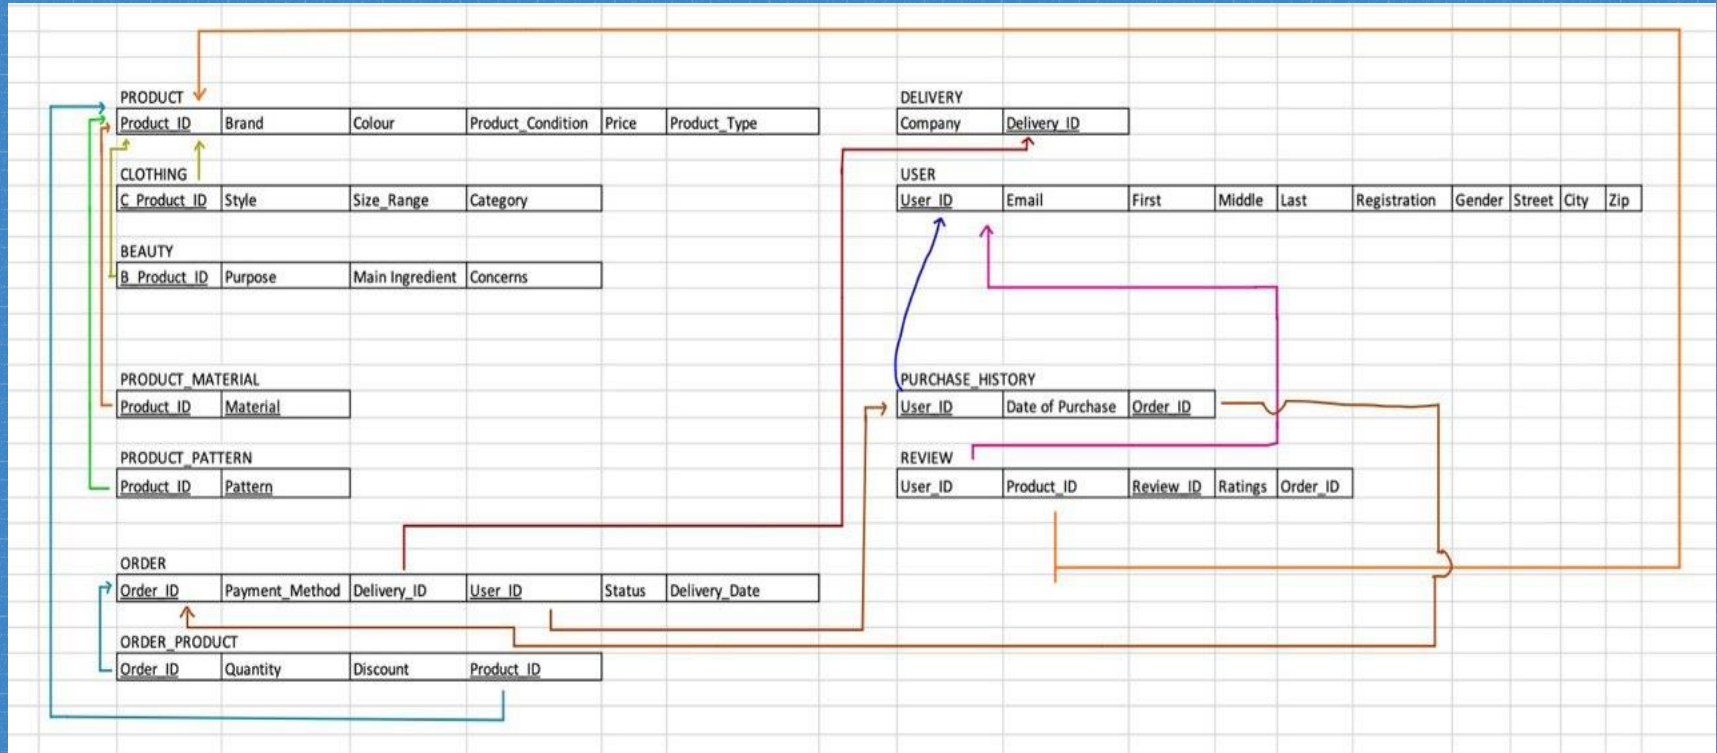 PRODUCT
Product_ID Brand Colour Product_Condition Price Product_Type
CLOTHING
C_Product_ID Style Size_Range Category
BEAUTY
B_Product_ID Purpose Main Ingredient Concerns
PRODUCT_MATERIAL
Product_ID Material
PRODUCT_PATTERN
Product_ID Pattern
ORDER
Order_ID Payment_Method Delivery_ID User_ID Status Delivery_Date
ORDER_PRODUCT
Order_ID Quantity Discount Product_ID
DELIVERY
Company Delivery_ID
USER
User_ID Email First Middle Last Registration Gender Street City Zip
PURCHASE_HISTORY
User_ID Date of Purchase Order_ID
REVIEW
User_ID Product_ID Review_ID Ratings Order_ID